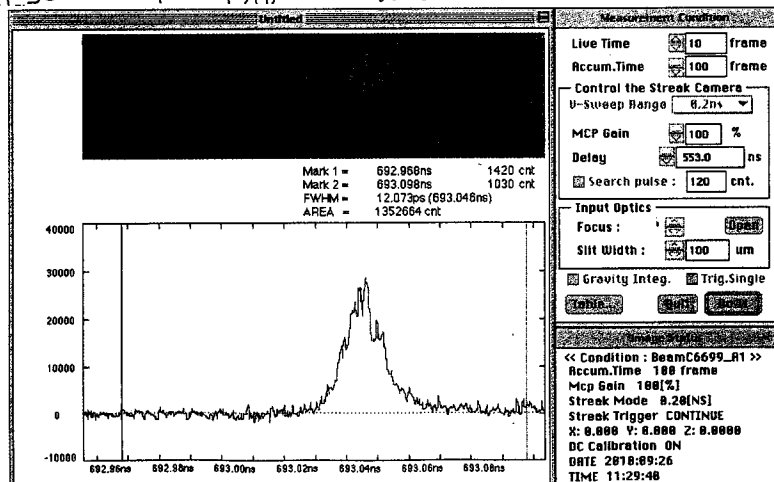 Untitled
Mark 1 = 692.968ns 1420 cnt
Mark 2 = 693.098ns 1030 cnt
FWHM = 12.073ps (693.046ns)
AREA = 1352664 cnt
40000
30000
20000
10000
0
-10000
692.96ns 692.98ns 693.00ns 693.02ns 693.04ns 693.06ns 693.08ns
Measurement Condition
Live Time 10 frame
Accum.Time 100 frame
Control the Streak Camera
V-Sweep Range 0.2ns
MCP Gain 100 %
Delay 553.0 ns
Search pulse : 120 cnt.
Input Optics
Focus : Open
Slit Width : 100 um
Gravity Integ. Trig.Single
Table...
Image Status
<< Condition : BeamC6699_A1 >>
Accum.Time 100 frame
Mcp Gain 100[%]
Streak Mode 0.20[NS]
Streak Trigger CONTINUE
X: 0.000 Y: 0.000 Z: 0.0000
DC Calibration ON
DATE 2010:09:26
TIME 11:29:40